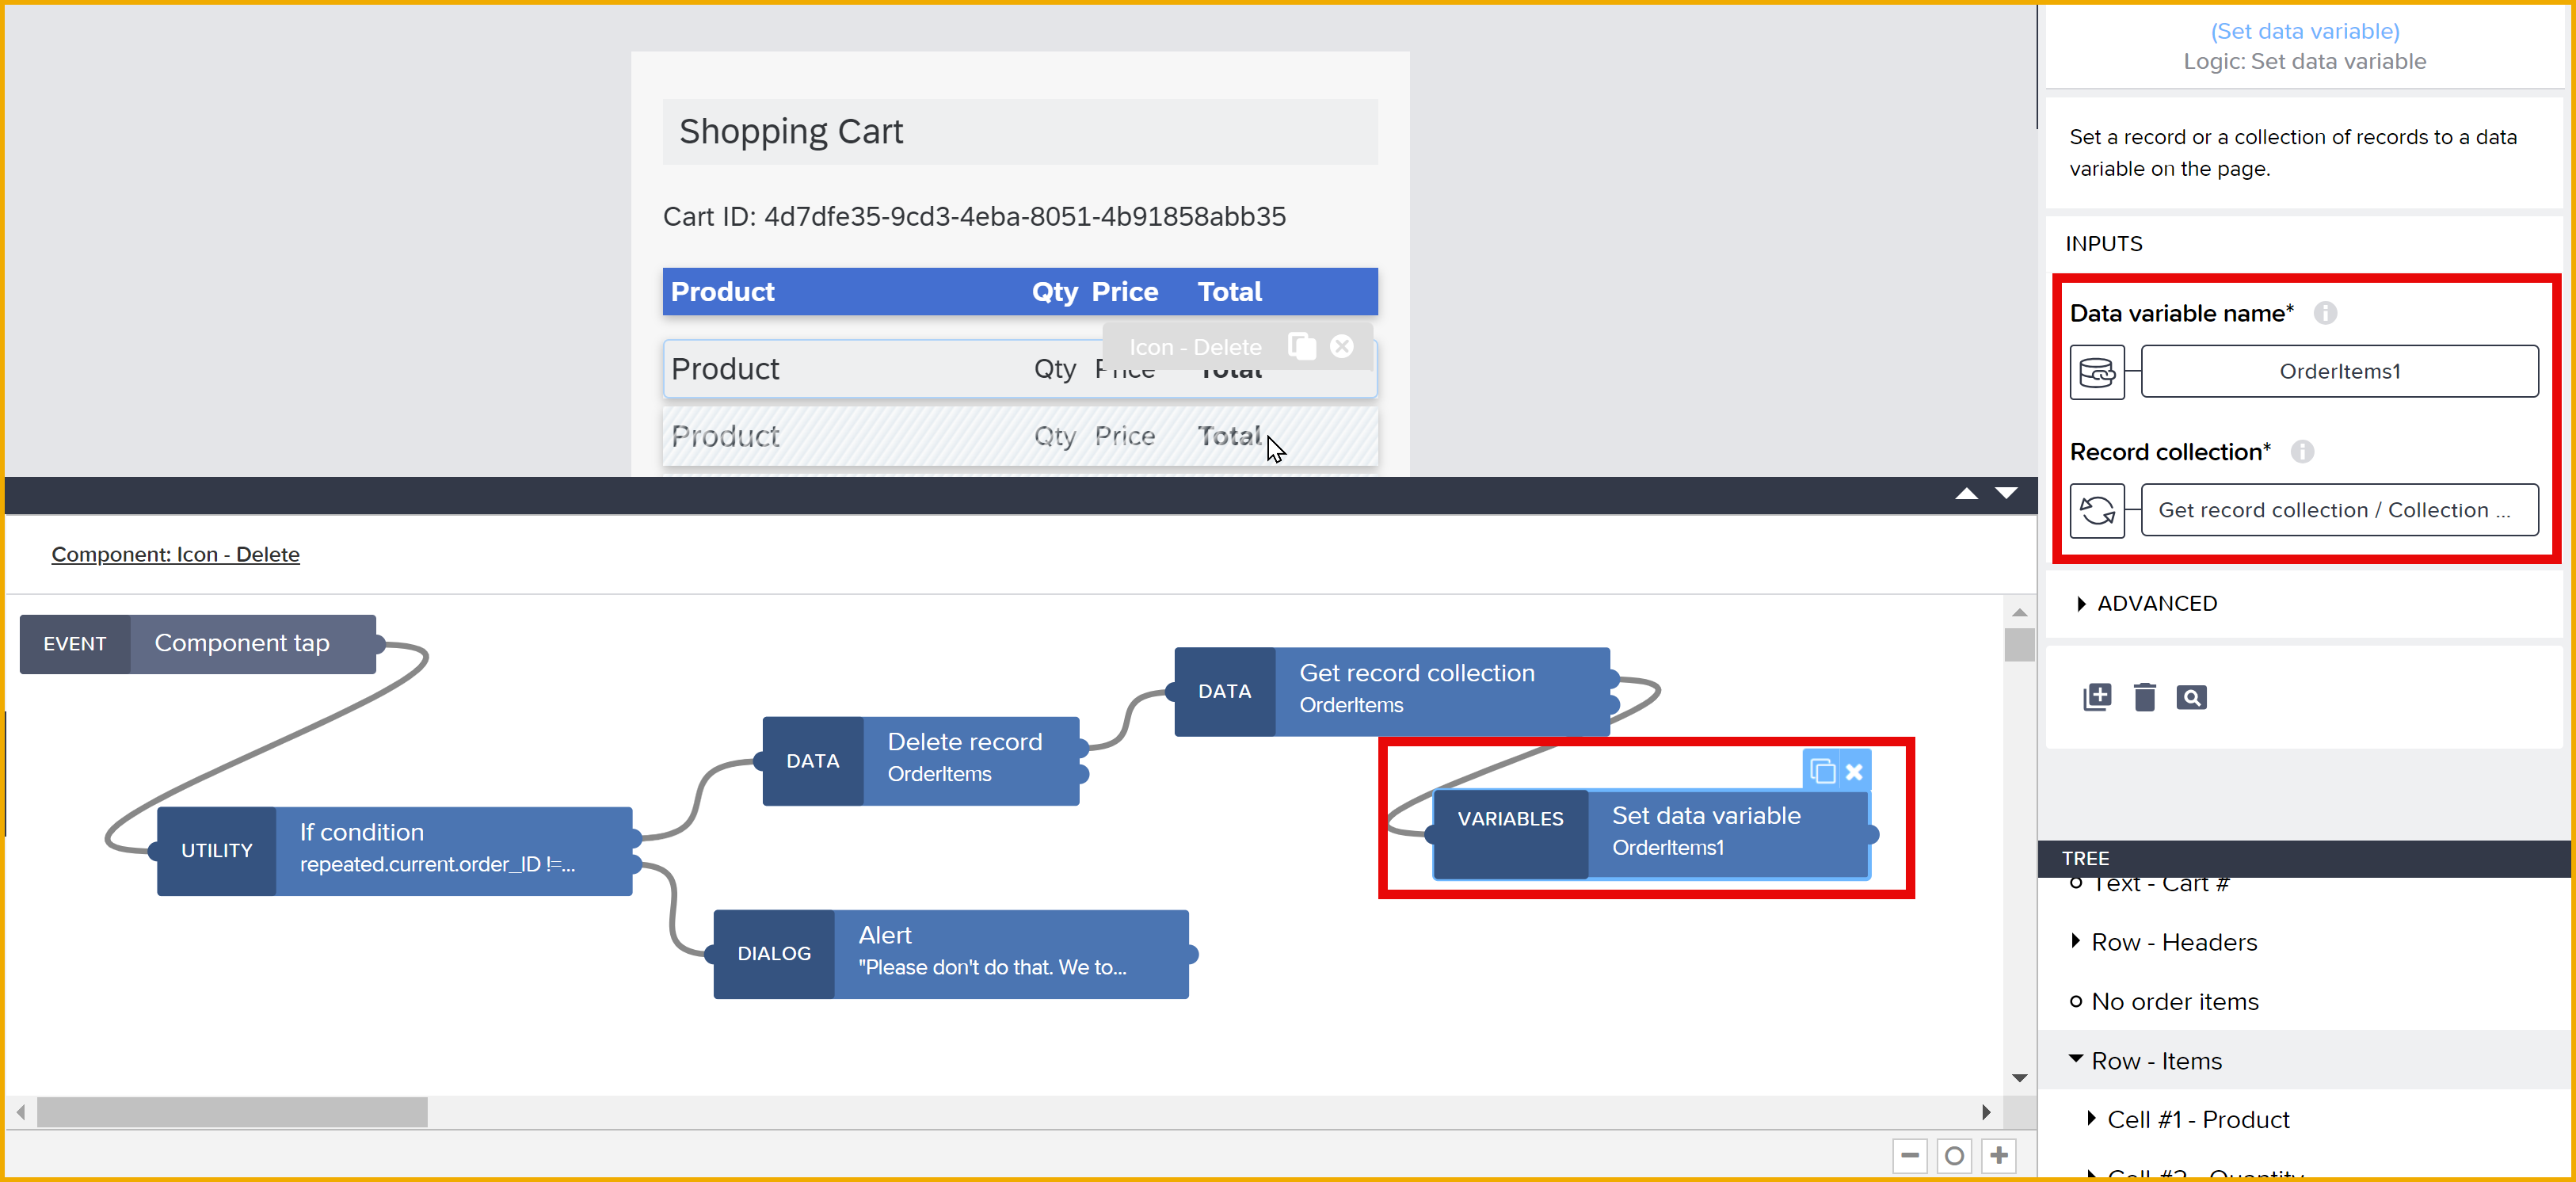 Shopping Cart
Cart ID: 4d7dfe35-9cd3-4eba-8051-4b91858abb35
Product Qty Price Total
Icon - Delete
Product Qty Price Total
Product Qty Price Total
Component: Icon - Delete
EVENT Component tap
UTILITY If condition
repeated.current.order_ID !=...
DATA Delete record
OrderItems
DATA Get record collection
OrderItems
VARIABLES Set data variable
OrderItems1
DIALOG Alert
"Please don't do that. We to...
(Set data variable)
Logic: Set data variable
Set a record or a collection of records to a data
variable on the page.
INPUTS
Data variable name*
OrderItems1
Record collection*
Get record collection / Collection ...
ADVANCED
TREE
Text - Cart #
Row - Headers
No order items
Row - Items
Cell #1 - Product
Cell #2 - Quantity